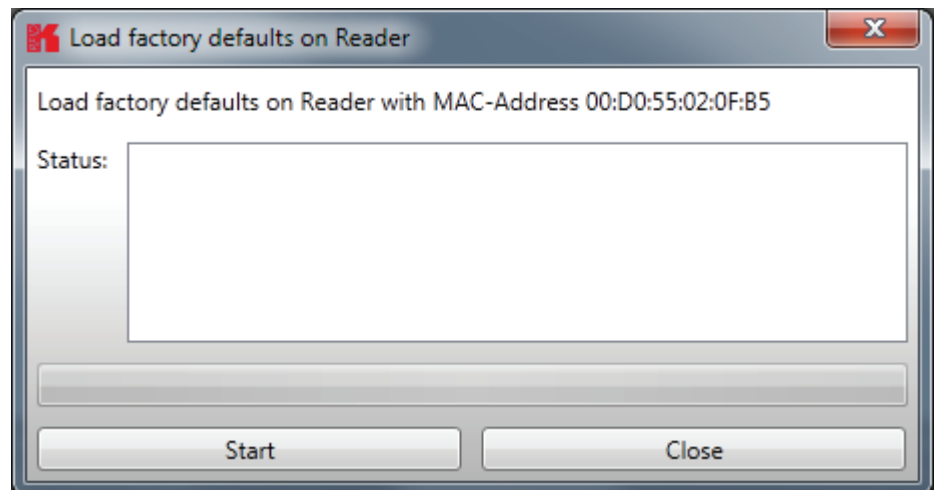 Load factory defaults on Reader
Load factory defaults on Reader with MAC-Address 00:D0:55:02:0F:B5
Status:
Start
Close